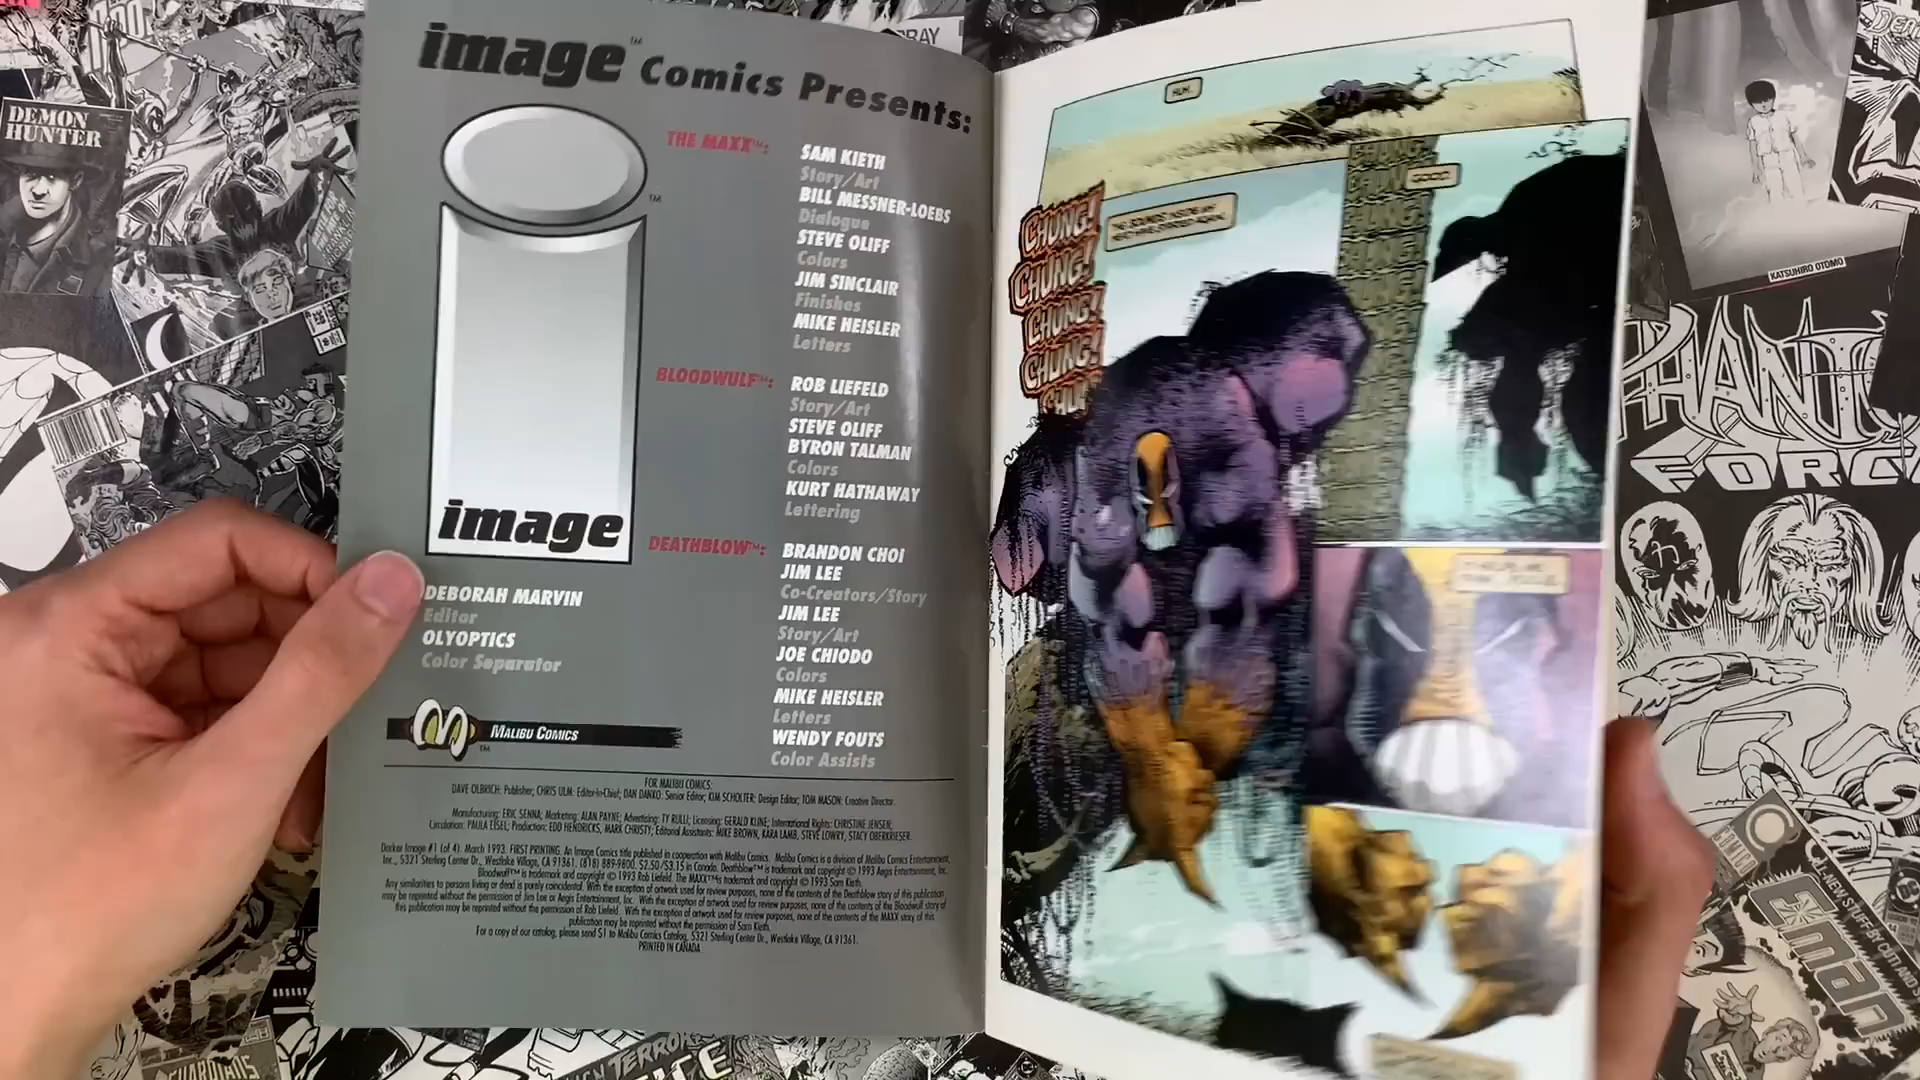 image™ Comics Presents:
THE MAXX™:
SAM KIETH
Story/Art
BILL MESSNER-LOEBS
Dialogue
STEVE OLIFF
Colors
JIM SINCLAIR
Finishes
MIKE HEISLER
Letters
BLOODWULF™:
ROB LIEFELD
Story/Art
STEVE OLIFF
BYRON TALMAN
Colors
KURT HATHAWAY
Lettering
DEATHBLOW™:
BRANDON CHOI
JIM LEE
Co-Creators/Story
JIM LEE
Story/Art
JOE CHIODO
Colors
MIKE HEISLER
Letters
WENDY FOUTS
Color Assists
™
image
DEBORAH MARVIN
Editor
OLYOPTICS
Color Separator
MALIBU COMICS
™
FOR MALIBU COMICS:
DAVE OLBRICH: Publisher; CHRIS ULM: Editor-In-Chief; DAN DANKO: Senior Editor; KIM SCHOLTER: Design Editor; TOM MASON: Creative Director.
Manufacturing: ERIC SENNA; Marketing: ALAN PAYNE; Advertising: TY RULLI; Licensing: GERALD KLINE; International Rights: CHRISTINE JENSEN;
Circulation: PAULA EISEL; Production: EDD HENDRICKS, MARK CHRISTY; Editorial Assistants: MIKE BROWN, KARA LAMB, STEVE LOWRY, STACY OBERKRIESER.
Darker Image #1 (of 4). March 1993. FIRST PRINTING. An Image Comics title published in cooperation with Malibu Comics. Malibu Comics is a division of Malibu Comics Entertainment,
Inc., 5321 Sterling Center Dr., Westlake Village, CA 91361. (818) 889-9800. $2.50/$3.15 in Canada. Deathblow™ is trademark and copyright © 1993 Aegis Entertainment, Inc.
Bloodwulf™ is trademark and copyright © 1993 Rob Liefeld. The MAXX™ is trademark and copyright © 1993 Sam Kieth.
Any similarities to persons living or dead is purely coincidental. With the exception of artwork used for review purposes, none of the contents of the Deathblow story of this publication
may be reprinted without the permission of Jim Lee or Aegis Entertainment, Inc. With the exception of artwork used for review purposes, none of the contents of the Bloodwulf story of
this publication may be reprinted without the permission of Rob Liefeld. With the exception of artwork used for review purposes, none of the contents of the MAXX story of this
publication may be reprinted without the permission of Sam Kieth.
For a copy of our catalog, please send $1 to Malibu Comics Catalog, 5321 Sterling Center Dr., Westlake Village, CA 91361.
PRINTED IN CANADA
HUH.
CHUNG!
CHUNG!
CHUNG!
CHUNG!
GOOD.
DEMON
HUNTER
KATSUHIRO OTOMO
FORC
E-man
GUARDIANS